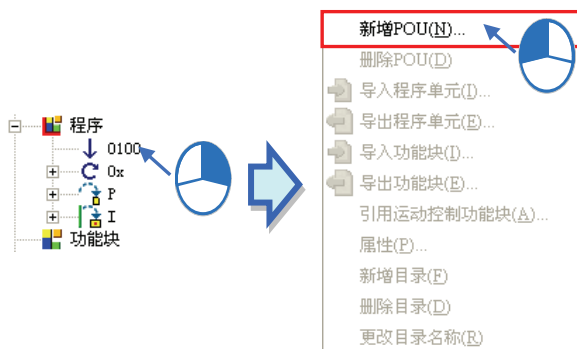 程序
0100
0x
P
I
功能块
新增POU(N)...
删除POU(D)
导入程序单元(I)...
导出程序单元(E)...
导入功能块(I)...
导出功能块(E)...
引用运动控制功能块(A)...
属性(P)...
新增目录(F)
删除目录(D)
更改目录名称(R)